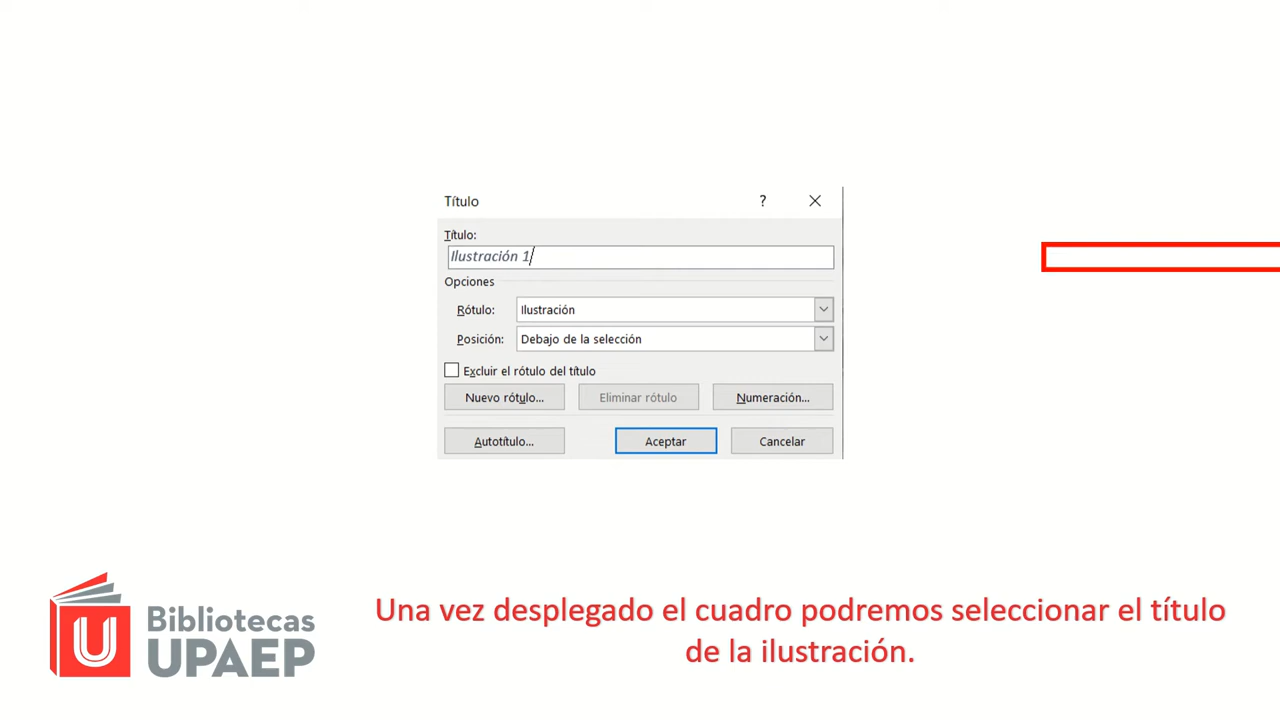 Título
?
Título:
Ilustración 1
Opciones
Rótulo: Ilustración
Posición: Debajo de la selección
Excluir el rótulo del título
Nuevo rótulo... Eliminar rótulo Numeración...
Autotítulo... Aceptar Cancelar
U Bibliotecas
UPAEP
Una vez desplegado el cuadro podremos seleccionar el título
de la ilustración.